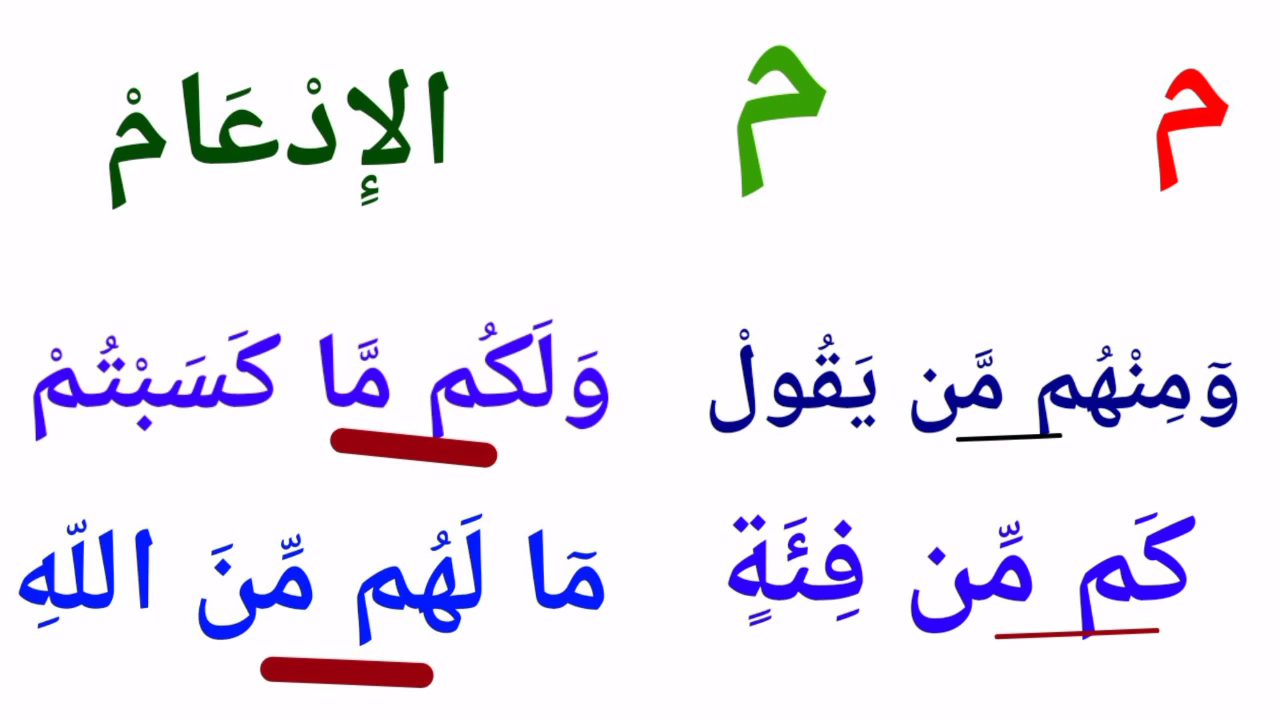 م م الإِدْعَامْ
وَمِنْهُم مَّن يَقُولْ وَلَكُم مَّا كَسَبْتُمْ
كَم مِّن فِئَةٍ مَا لَهُم مِّنَ اللّهِ